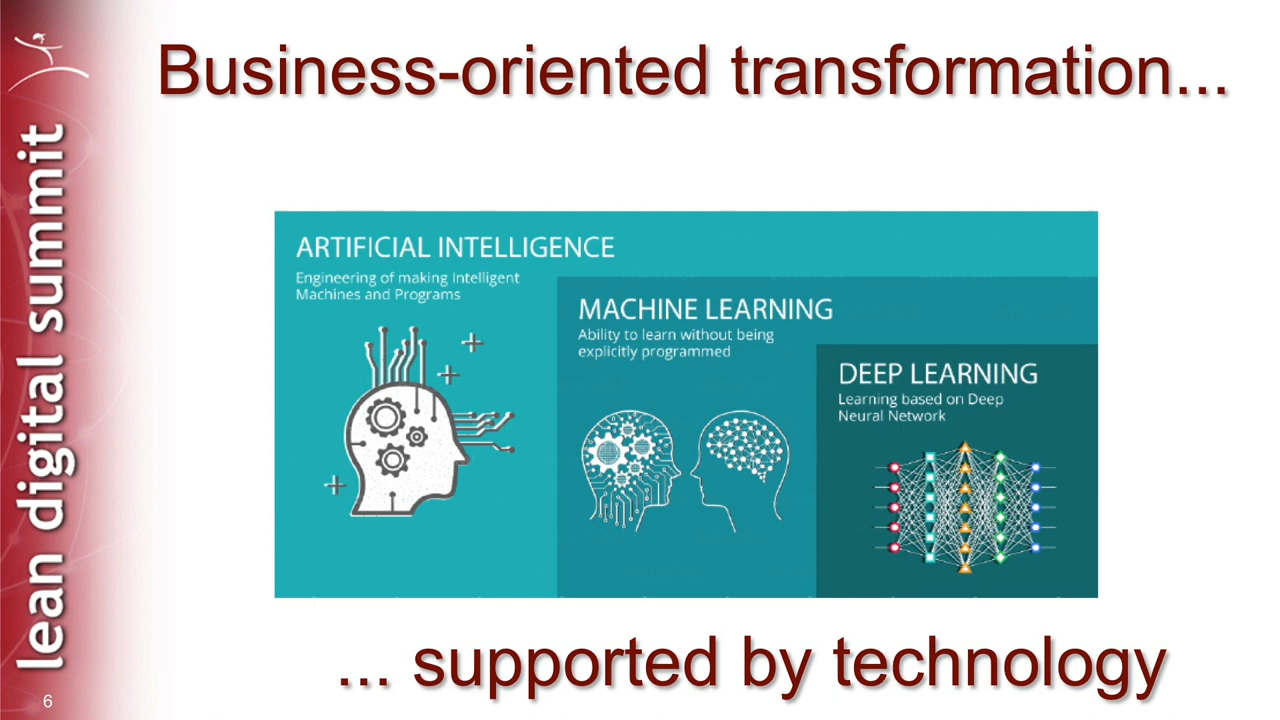 Business-oriented transformation...
lean digital summit
ARTIFICIAL INTELLIGENCE
Engineering of making Intelligent
Machines and Programs
MACHINE LEARNING
Ability to learn without being
explicitly programmed
DEEP LEARNING
Learning based on Deep
Neural Network
... supported by technology
6